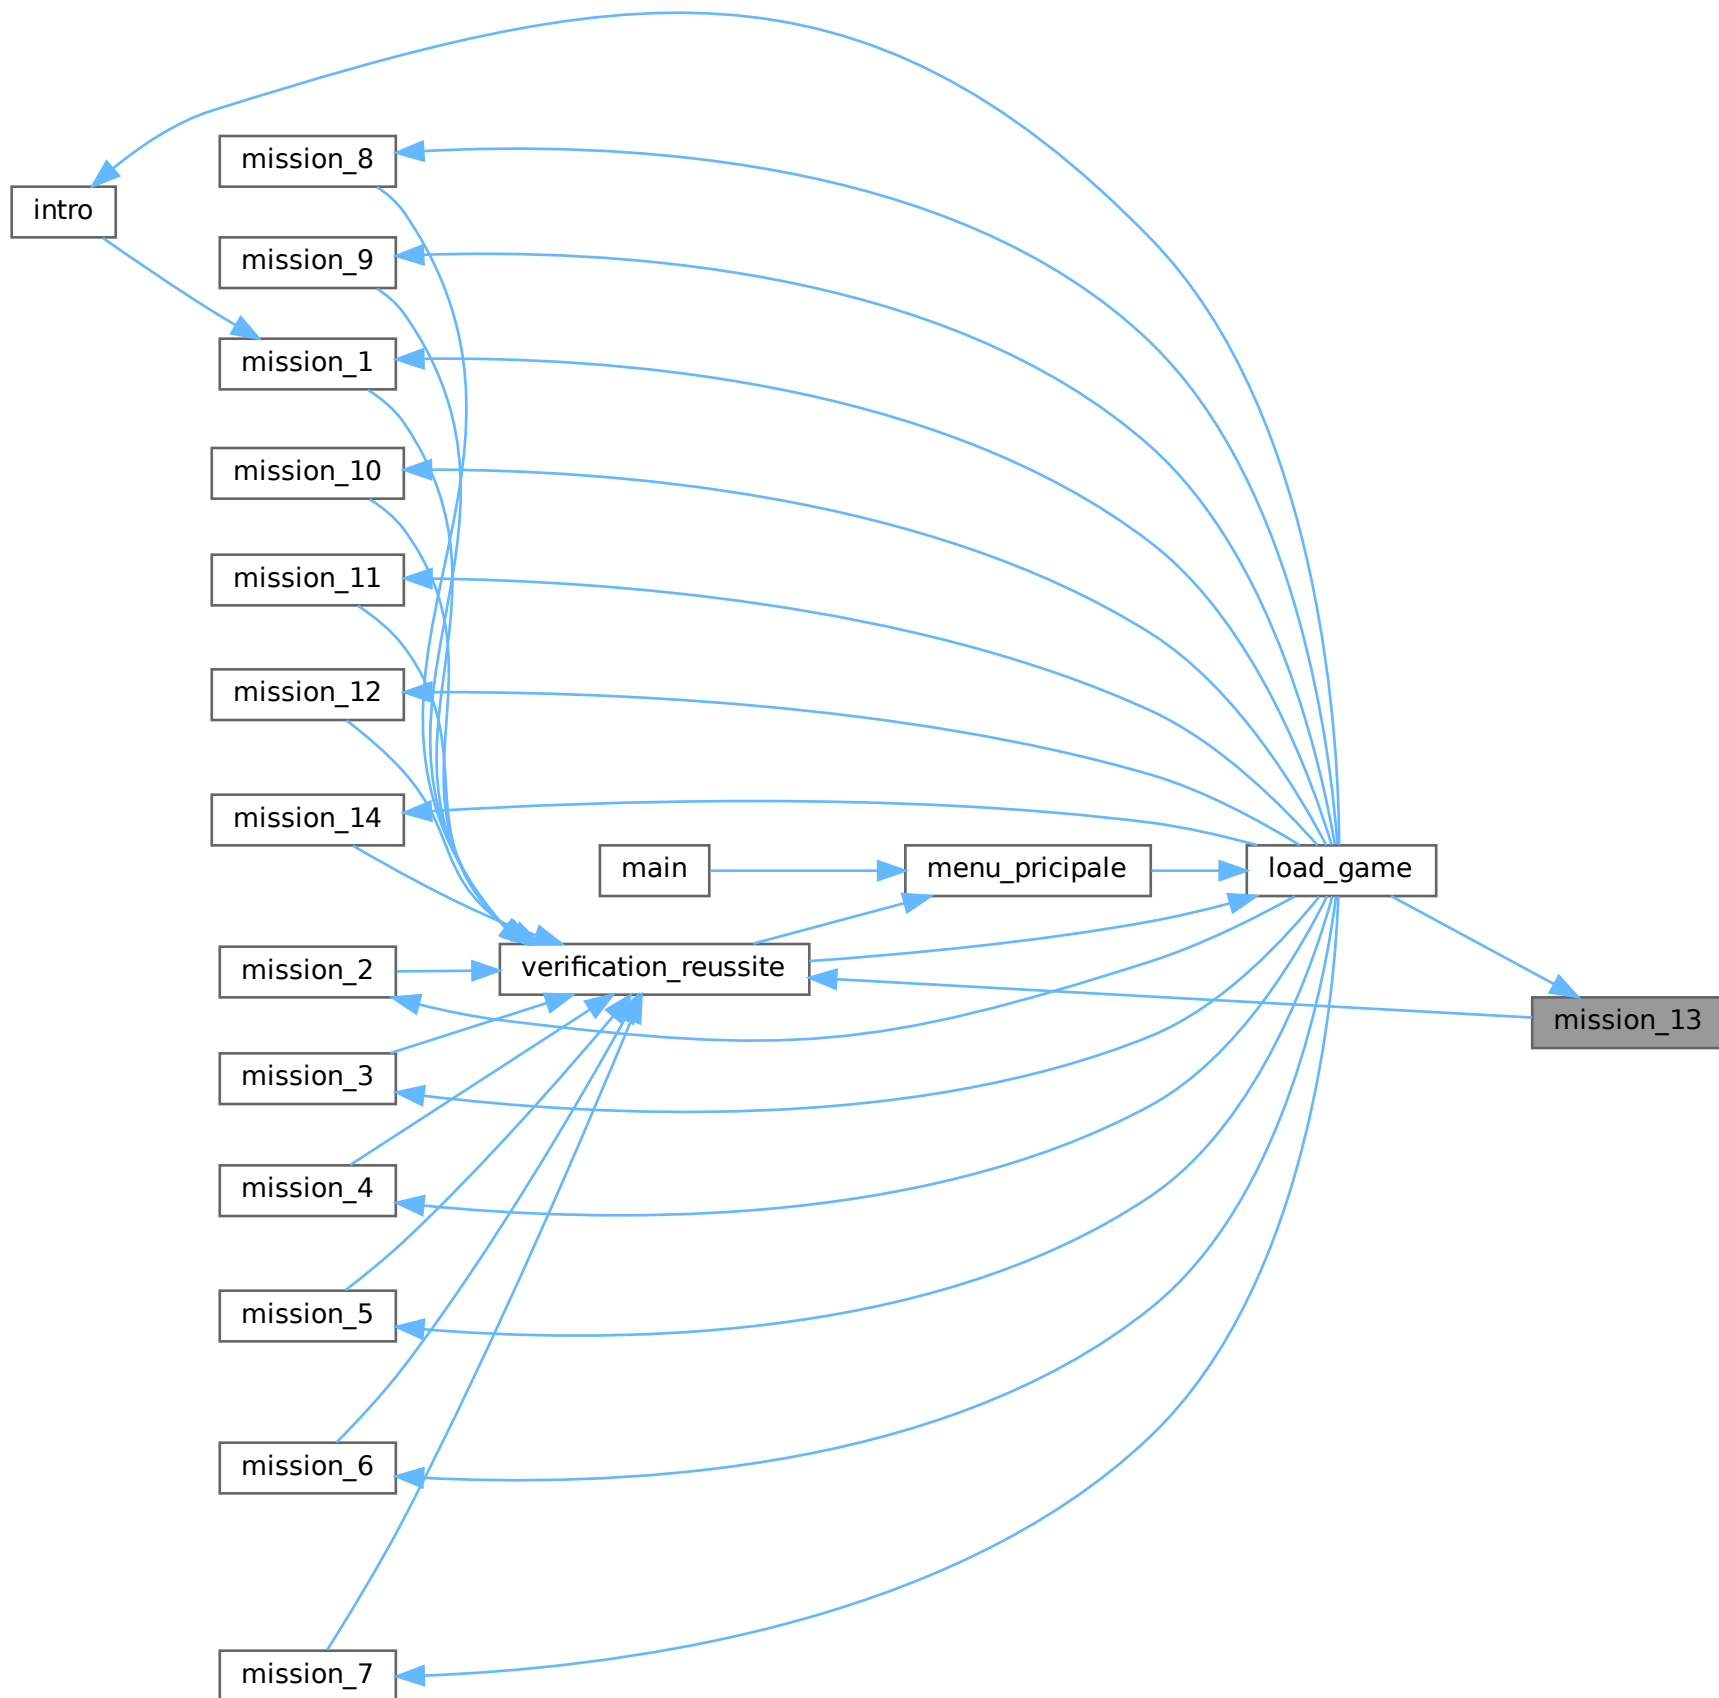 mission_8
intro
mission_9
mission_1
mission_10
mission_11
mission_12
mission_14
main
menu_pricipale
load_game
mission_2
verification_reussite
mission_13
mission_3
mission_4
mission_5
mission_6
mission_7